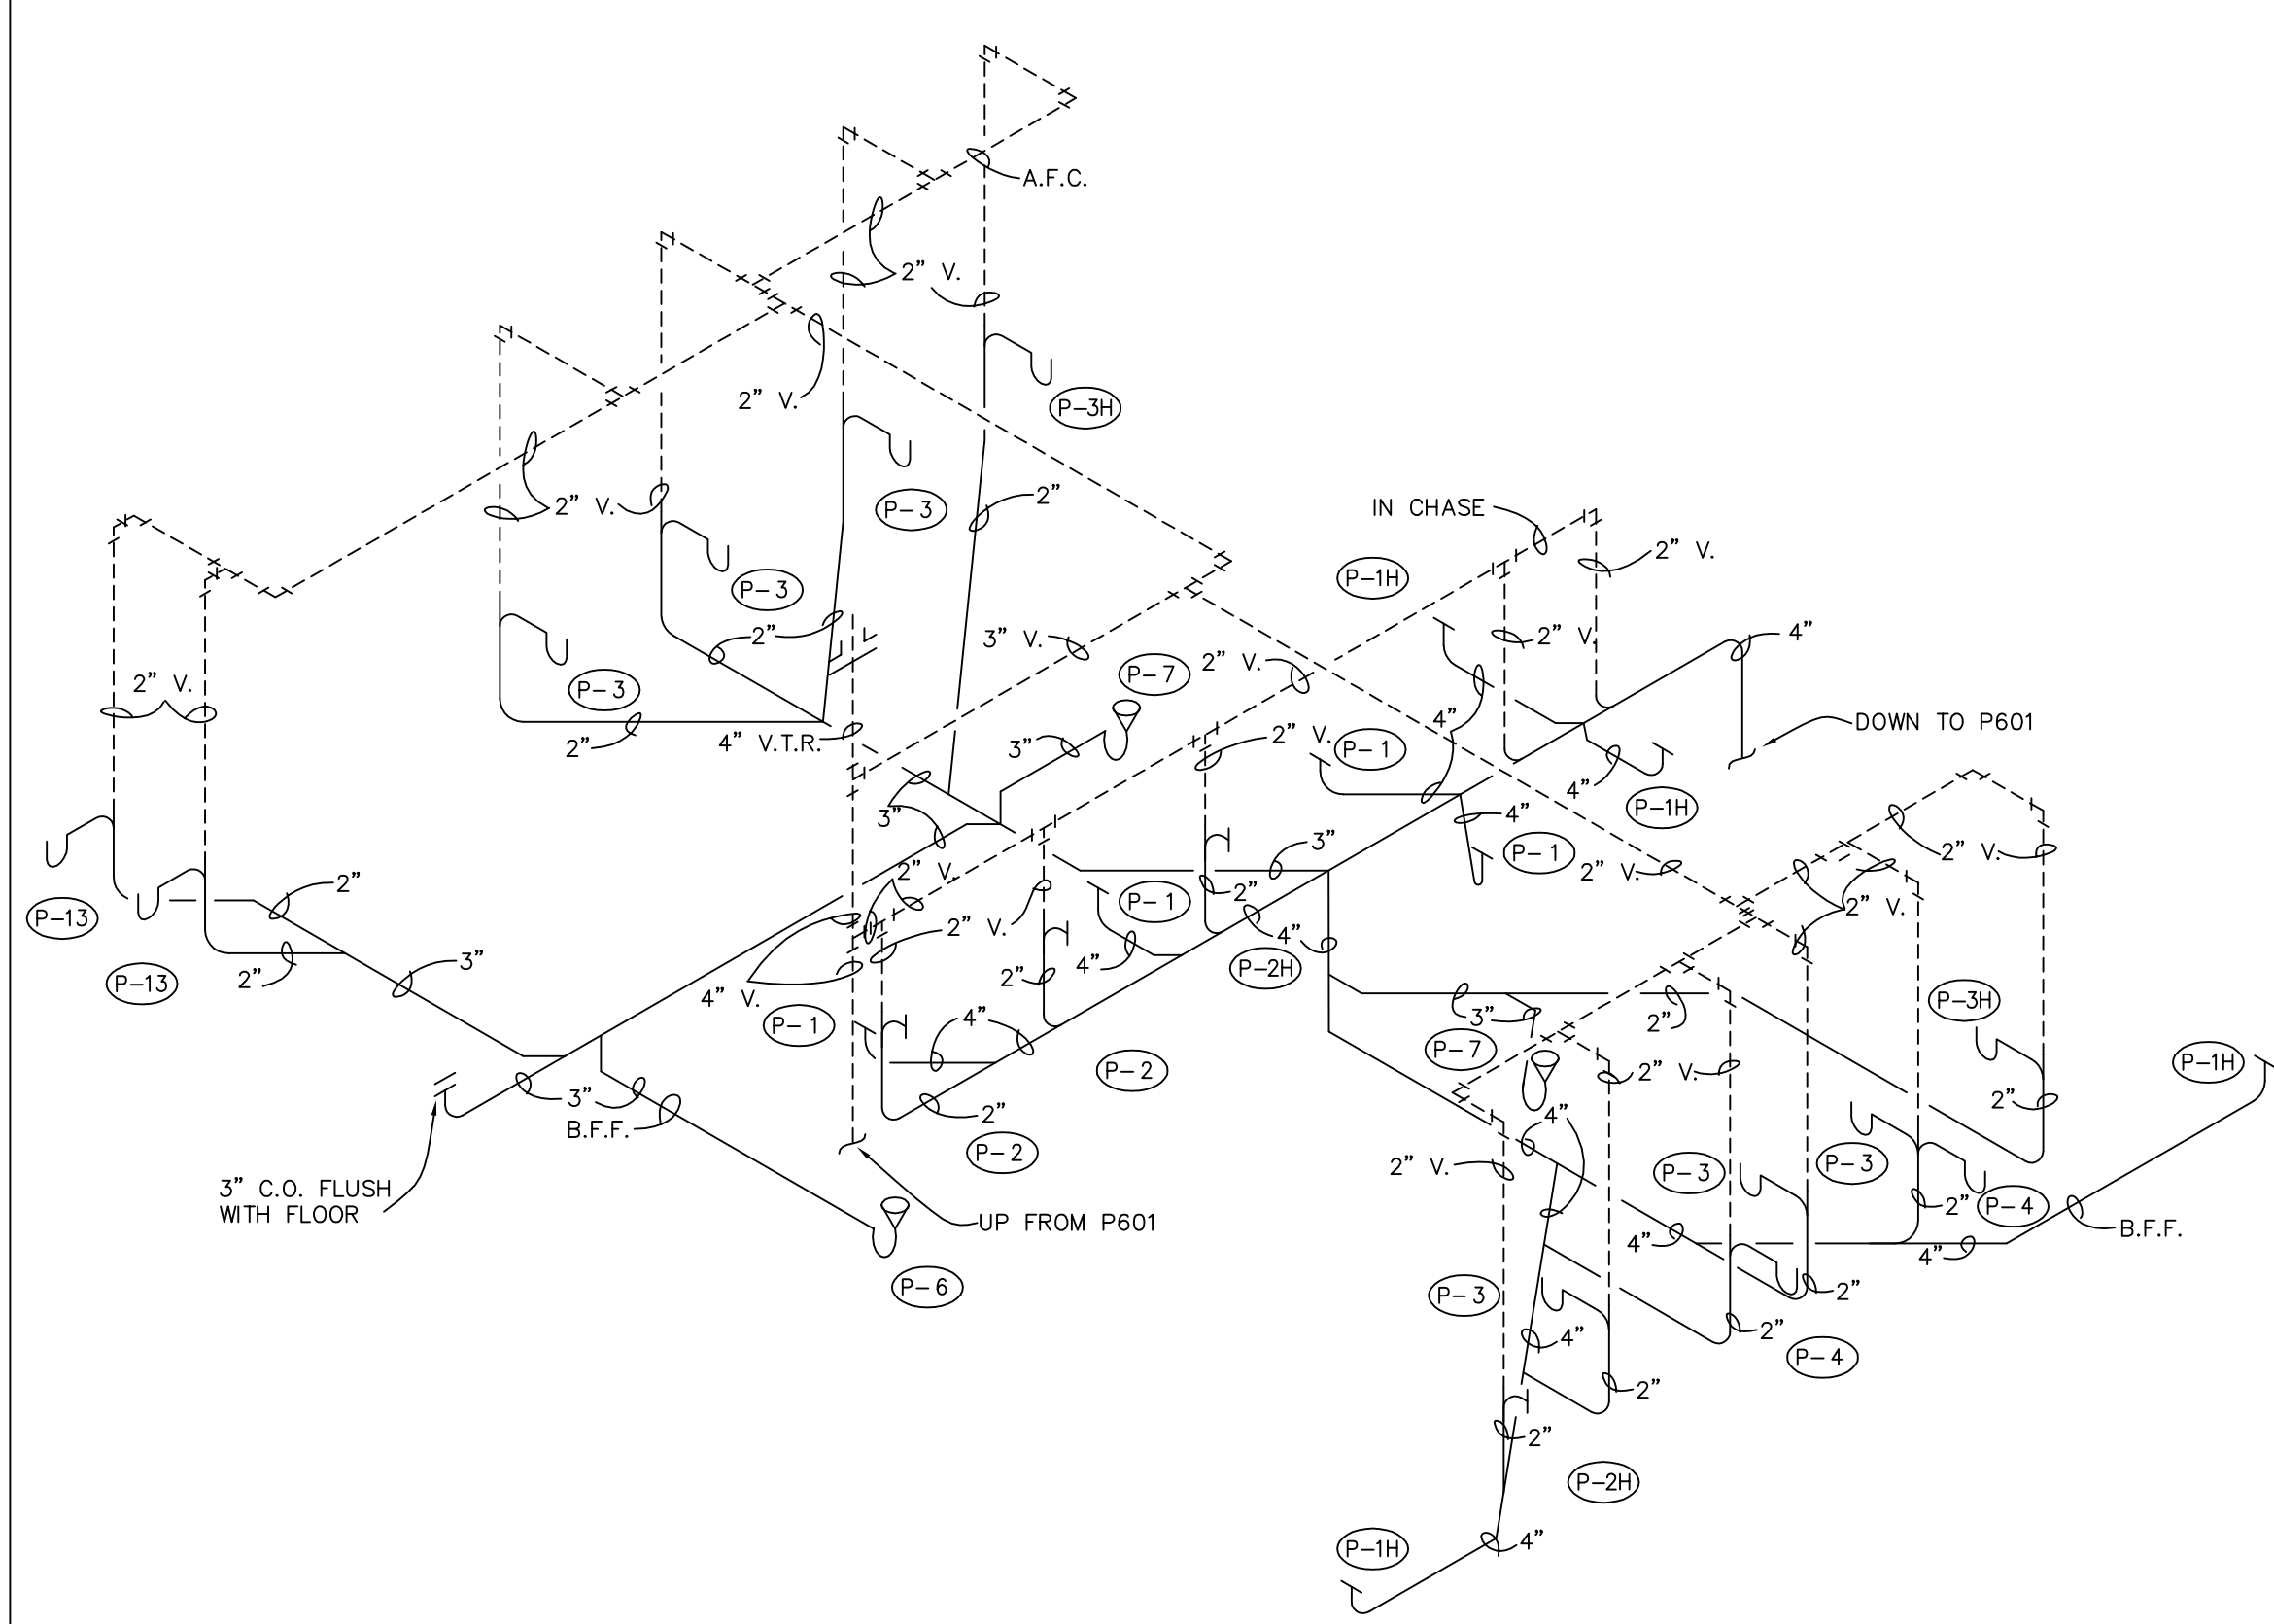 A.F.C.
2” V.
P-3H
2” V.
P-3
2”
2” V.
IN CHASE
2” V.
P-1H
P-3
2”
3” V.
2” V.
4”
2” V.
P-7
2” V.
P-3
4”
4” V.T.R.
2”
3”
2” V.
P-1
DOWN TO P601
4”
P-1H
3”
4”
3”
P-1
2” V.
2”
2” V.
2” V.
P-1
2”
2” V.
P-13
2” V.
4”
3”
4”
P-2H
2”
2”
P-13
4” V.
P-3H
3”
2”
P-1
4”
P-7
P-2
2” V.
P-1H
3”
2”
2”
B.F.F.
4”
P-2
2” V.
P-3
P-3
3” C.O. FLUSH
WITH FLOOR
UP FROM P601
2”
P-4
B.F.F.
4”
4”
P-6
P-3
2”
4”
2”
P-4
2”
2”
P-2H
P-1H
4”